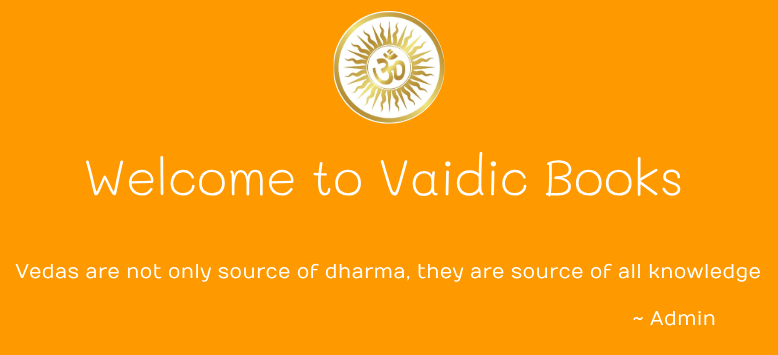 ॐ
Welcome to Vaidic Books
Vedas are not only source of dharma, they are source of all knowledge
~ Admin